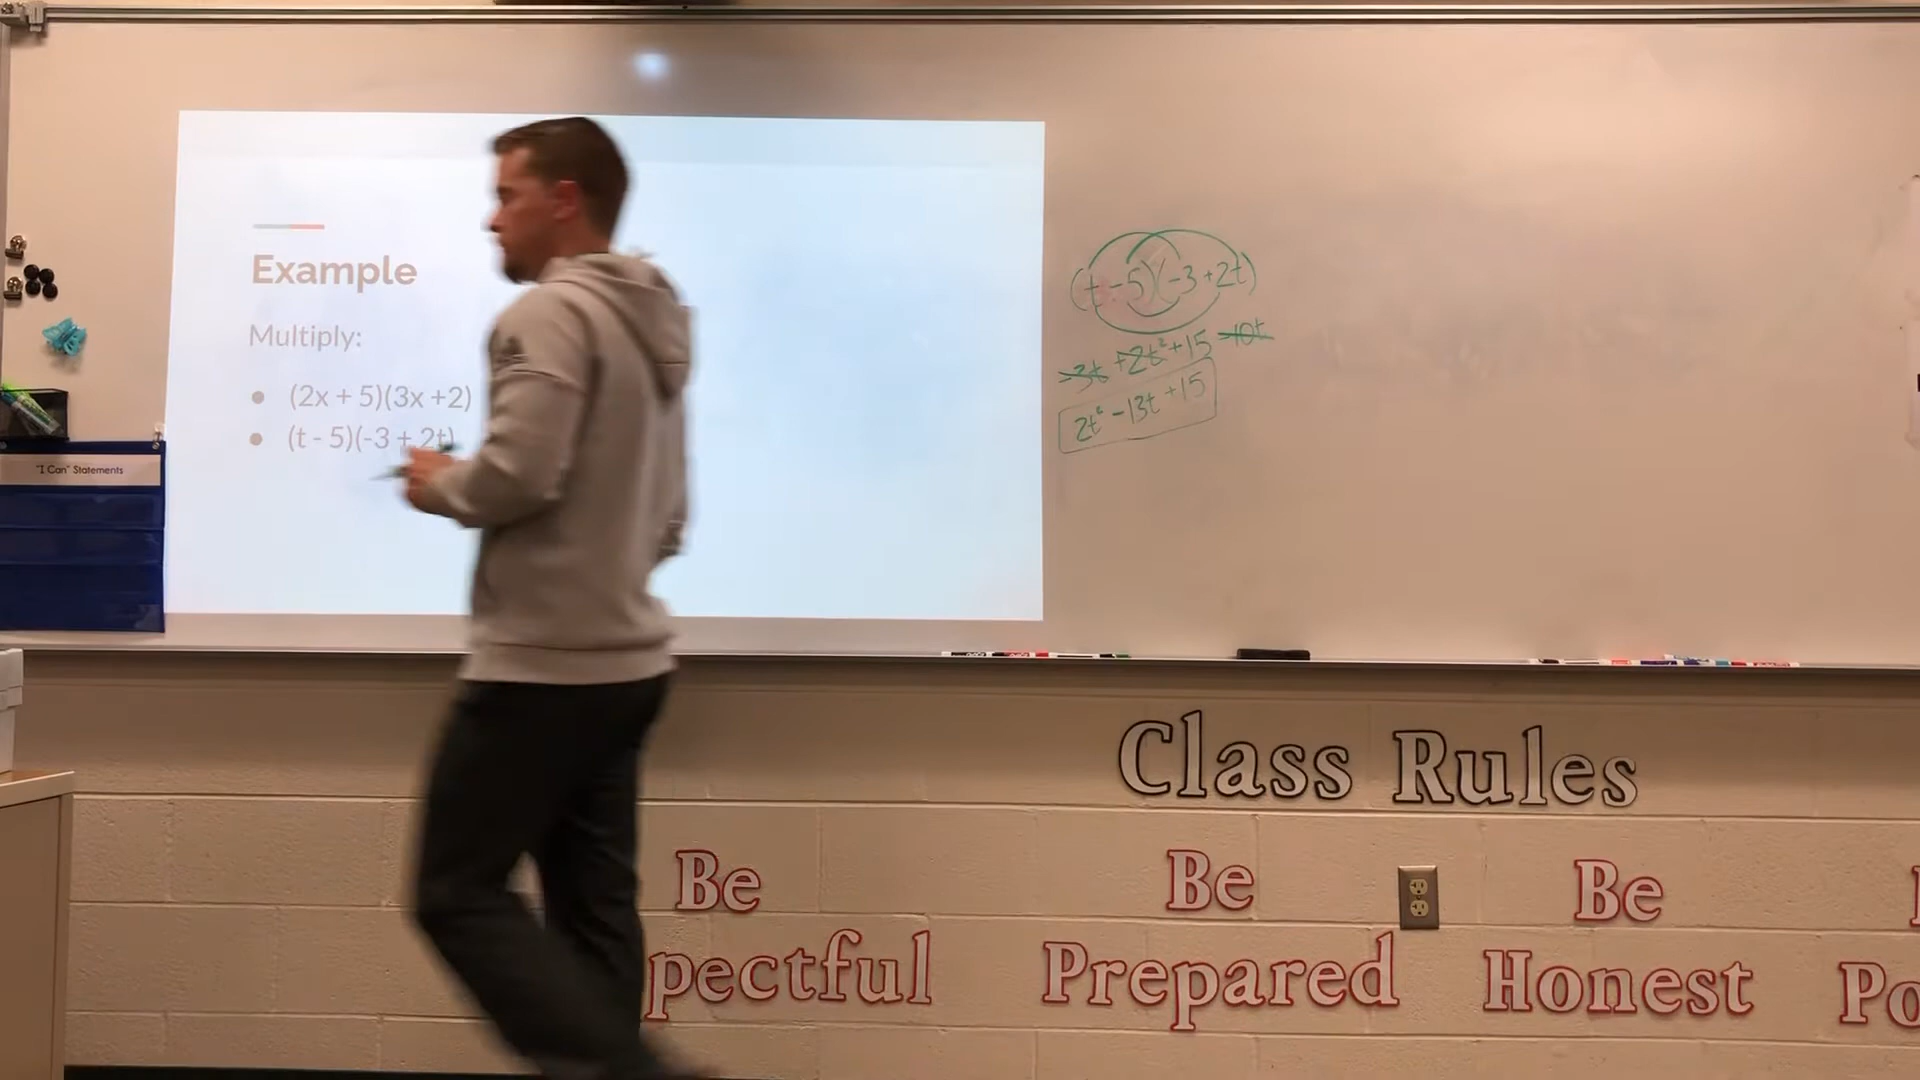 Example
Multiply:
● (2x + 5)(3x +2)
● (t - 5)(-3 + 2t)
"I Can" Statements
(t-5)(-3+2t)
-3t +2t² +15 -10t
2t² -13t +15
Class Rules
Be
pectful
Be
Prepared
Be
Honest
Po